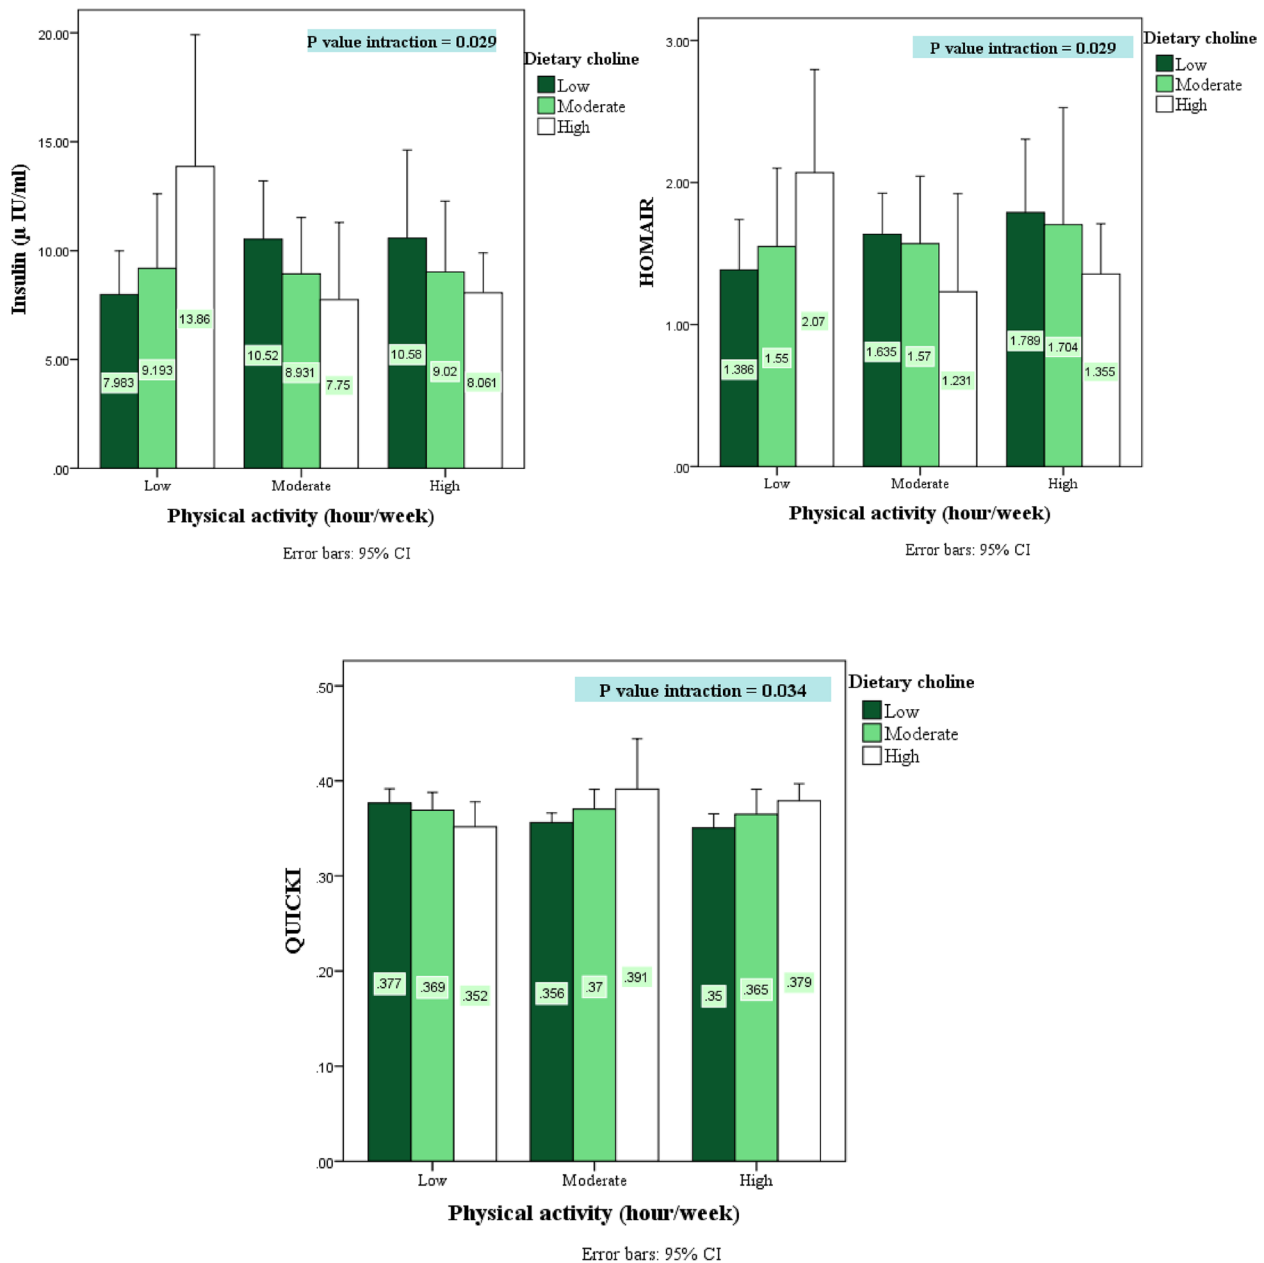 P value intraction = 0.029
Dietary choline
Low
Moderate
High
Insulin (µ IU/ml)
20.00
15.00
10.00
5.00
.00
7.983
9.193
13.86
10.52
8.931
7.75
10.58
9.02
8.061
Low
Moderate
High
Physical activity (hour/week)
Error bars: 95% CI
P value intraction = 0.029
Dietary choline
Low
Moderate
High
HOMAIR
3.00
2.00
1.00
.00
1.386
1.55
2.07
1.635
1.57
1.231
1.789
1.704
1.355
Low
Moderate
High
Physical activity (hour/week)
Error bars: 95% CI
P value intraction = 0.034
Dietary choline
Low
Moderate
High
QUICKI
.50
.40
.30
.20
.10
.00
.377
.369
.352
.356
.37
.391
.35
.365
.379
Low
Moderate
High
Physical activity (hour/week)
Error bars: 95% CI